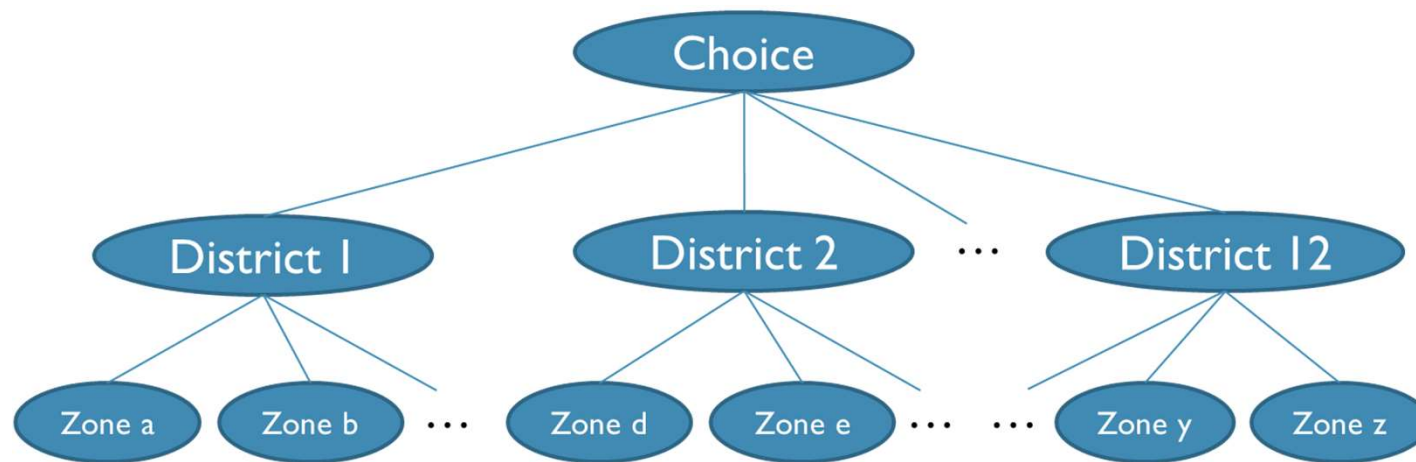 Choice
District 1
District 2
...
District 12
Zone a
Zone b
...
Zone d
Zone e
...
...
Zone y
Zone z